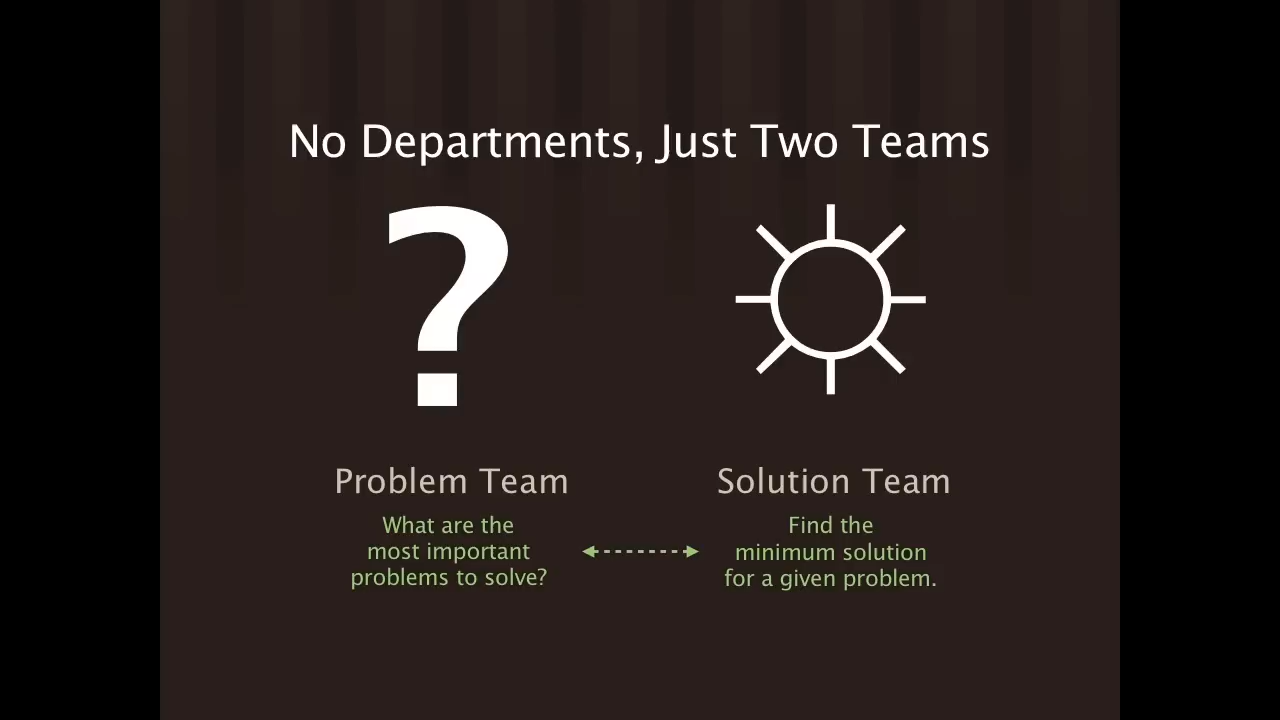 No Departments, Just Two Teams
?
Problem Team
What are the
most important
problems to solve?
Solution Team
Find the
minimum solution
for a given problem.